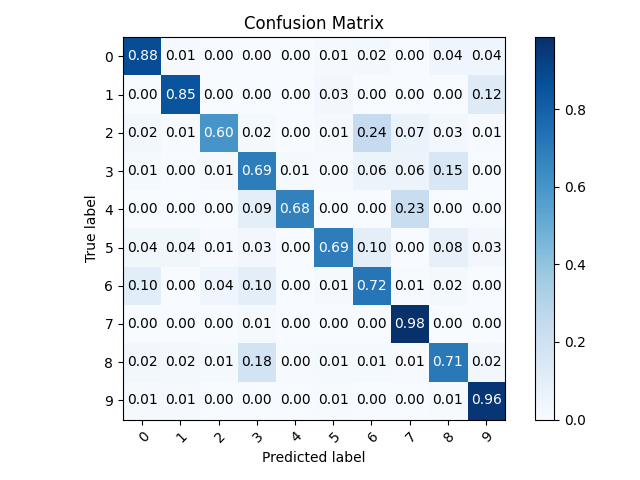 Confusion Matrix
0 0.88 0.01 0.00 0.00 0.00 0.01 0.02 0.00 0.04 0.04
1 0.00 0.85 0.00 0.00 0.00 0.03 0.00 0.00 0.00 0.12
2 0.02 0.01 0.60 0.02 0.00 0.01 0.24 0.07 0.03 0.01
3 0.01 0.00 0.01 0.69 0.01 0.00 0.06 0.06 0.15 0.00
4 0.00 0.00 0.00 0.09 0.68 0.00 0.00 0.23 0.00 0.00
5 0.04 0.04 0.01 0.03 0.00 0.69 0.10 0.00 0.08 0.03
6 0.10 0.00 0.04 0.10 0.00 0.01 0.72 0.01 0.02 0.00
7 0.00 0.00 0.00 0.01 0.00 0.00 0.00 0.98 0.00 0.00
8 0.02 0.02 0.01 0.18 0.00 0.01 0.01 0.01 0.71 0.02
9 0.01 0.01 0.00 0.00 0.00 0.01 0.00 0.00 0.01 0.96
0 1 2 3 4 5 6 7 8 9
True label
Predicted label
0.8
0.6
0.4
0.2
0.0